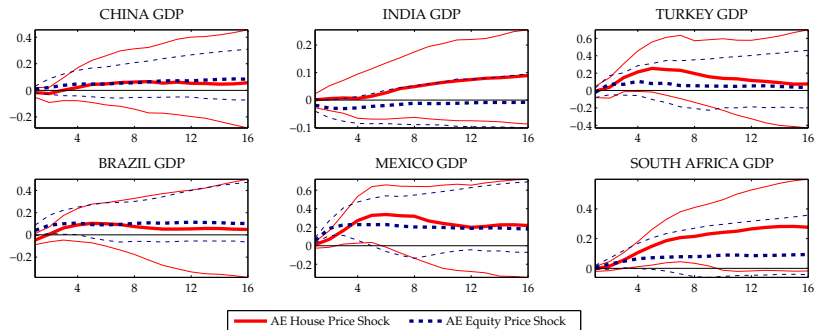 CHINA GDP
0.4
0.2
0
−0.2
4 8 12 16
INDIA GDP
0.2
0.1
0
0.1
4 8 12 16
TURKEY GDP
0.6
0.4
0.2
0
−0.2
−0.4
4 8 12 16
BRAZIL GDP
0.4
0.2
0
−0.2
4 8 12 16
MEXICO GDP
0.6
0.4
0.2
0
−0.2
4 8 12 16
SOUTH AFRICA GDP
0.4
0.2
0
4 8 12 16
AE House Price Shock
AE Equity Price Shock